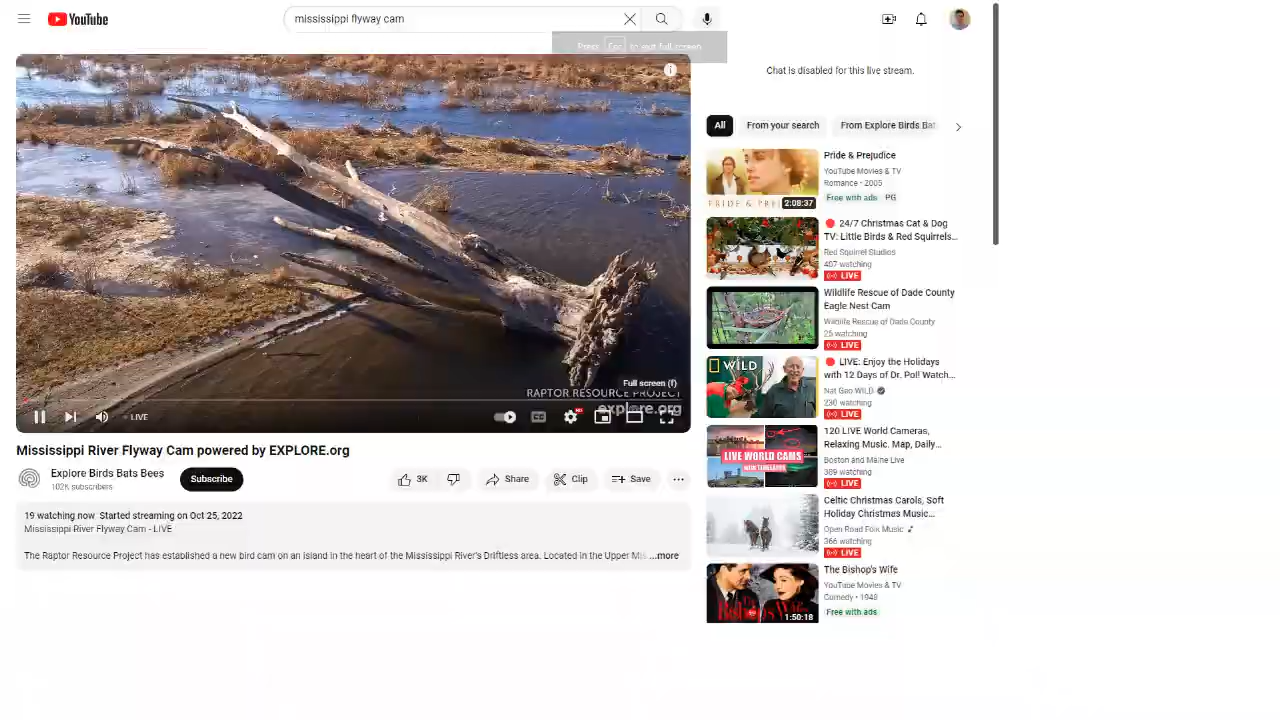 YouTube
mississippi flyway cam
Press Esc to exit full screen
Chat is disabled for this live stream.
All
From your search
From Explore Birds Bat
Pride & Prejudice
YouTube Movies & TV
Romance • 2005
Free with ads PG
PRIDE & PREJ
2:08:37
24/7 Christmas Cat & Dog
TV: Little Birds & Red Squirrels...
Red Squirrel Studios
407 watching
LIVE
Wildlife Rescue of Dade County
Eagle Nest Cam
Wildlife Rescue of Dade County
25 watching
LIVE
WILD
LIVE: Enjoy the Holidays
with 12 Days of Dr. Pol! Watch...
Nat Geo WILD
230 watching
LIVE
LIVE WORLD CAMS
120 LIVE World Cameras,
Relaxing Music, Map, Daily...
Boston and Maine Live
389 watching
LIVE
Celtic Christmas Carols, Soft
Holiday Christmas Music...
Open Road Folk Music
366 watching
LIVE
The Bishop's Wife
YouTube Movies & TV
Comedy • 1948
Free with ads
1:50:18
Full screen (f)
RAPTOR RESOURCE PROJECT
explore.org
LIVE
CC
HD
Mississippi River Flyway Cam powered by EXPLORE.org
Explore Birds Bats Bees
102K subscribers
Subscribe
3K
Share
Clip
Save
19 watching now Started streaming on Oct 25, 2022
Mississippi River Flyway Cam - LIVE
The Raptor Resource Project has established a new bird cam on an island in the heart of the Mississippi River's Driftless area. Located in the Upper Mis ...more